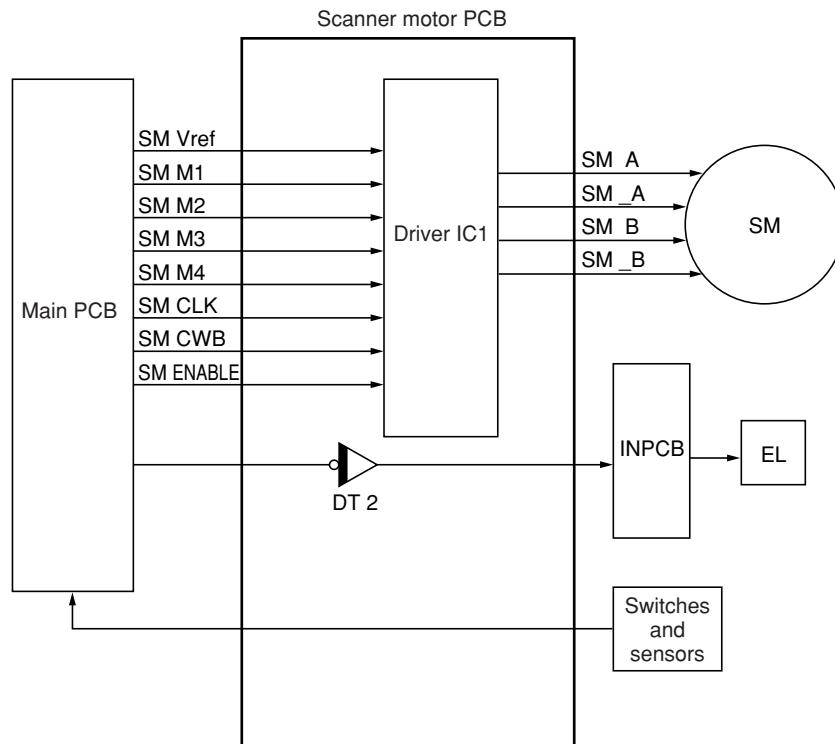 Scanner motor PCB
SM Vref
SM M1
SM M2
SM M3
SM M4
SM CLK
SM CWB
SM ENABLE
Main PCB
Driver IC1
SM A
SM _A
SM B
SM _B
SM
DT 2
INPCB
EL
Switches
and
sensors